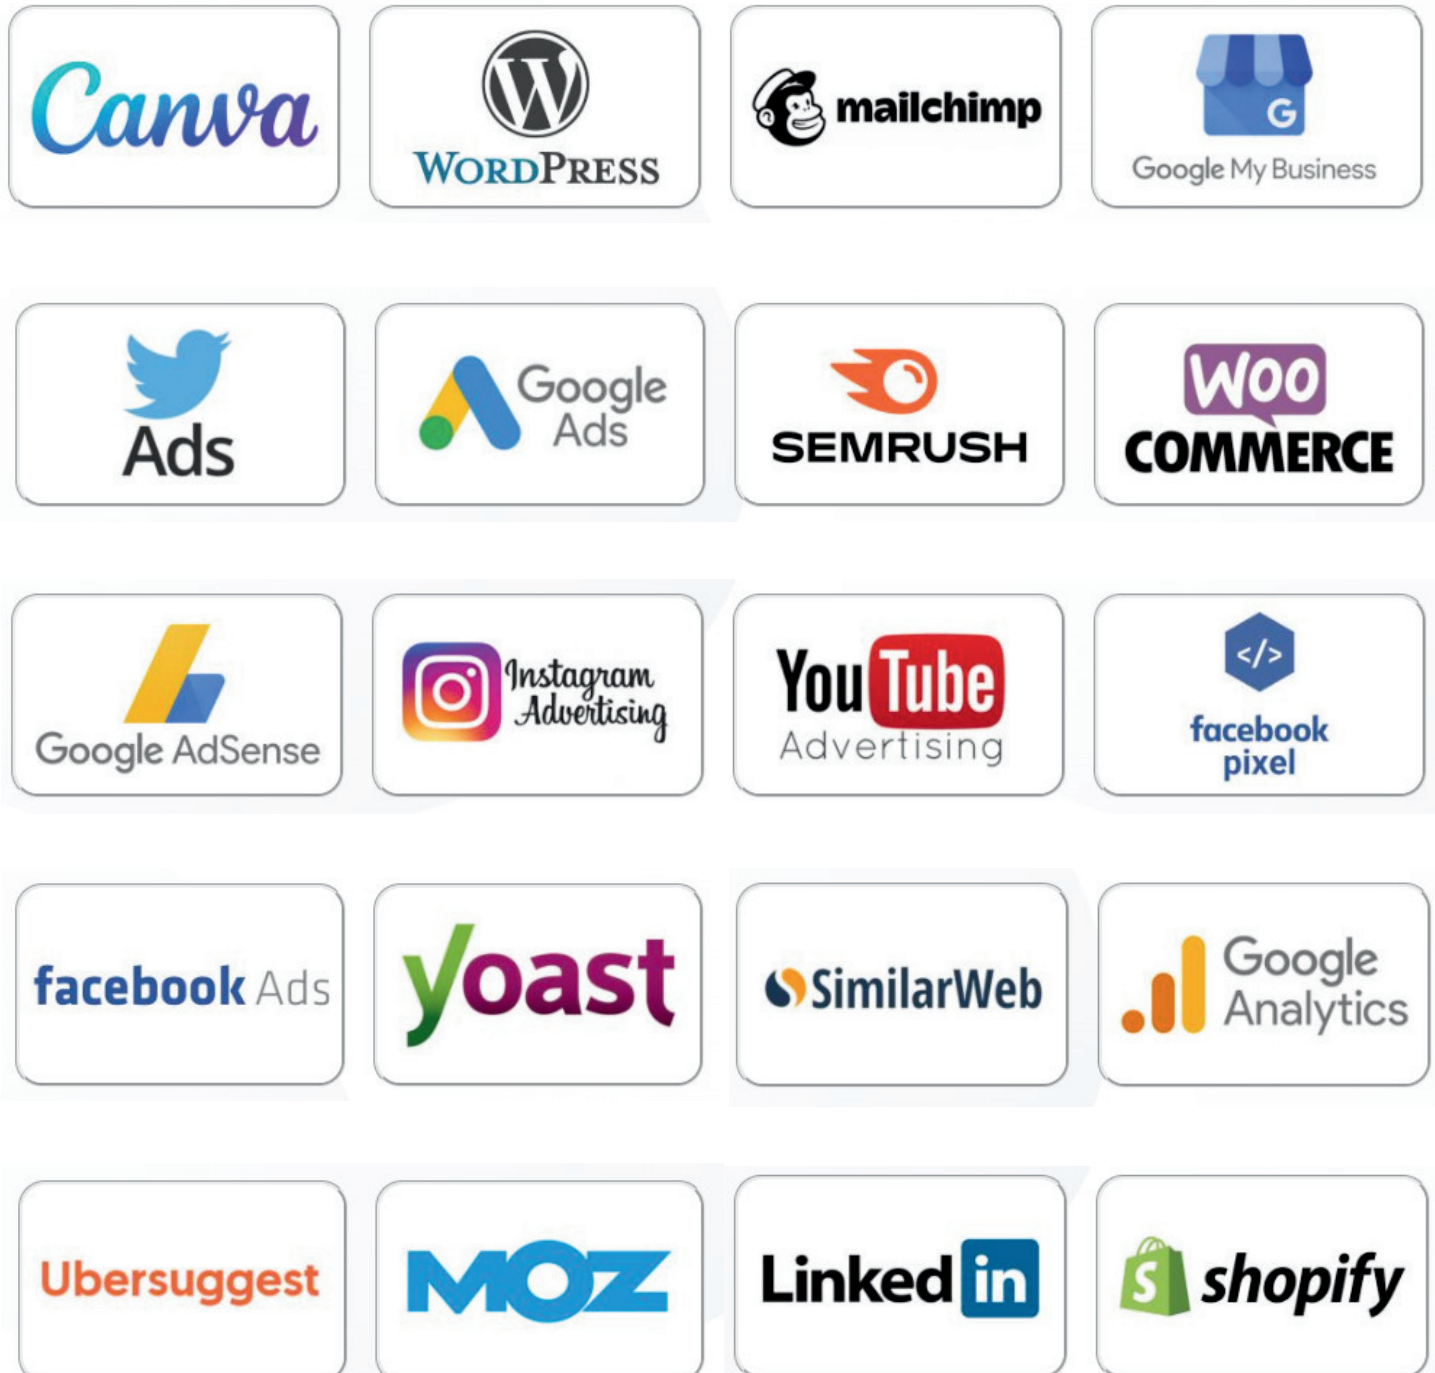 Canva
W
WORDPRESS
mailchimp
G
Google My Business
Ads
Google
Ads
SEMRUSH
WOO
COMMERCE
Google AdSense
Instagram
Advertising
YouTube
Advertising
</>
facebook
pixel
facebook Ads
yoast
SimilarWeb
Google
Analytics
Ubersuggest
MOZ
Linked in
S shopify